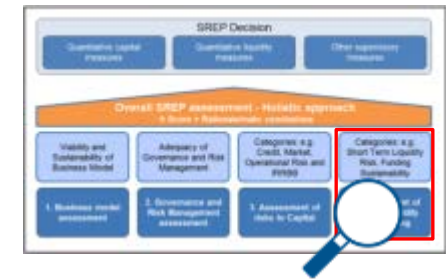 SREP Decision
Quantitative capital
measures
Quantitative liquidity
measures
Other supervisory
measures
Overall SREP assessment - Holistic approach
Viability and
Sustainability of
Business Model
Adequacy of
Governance and Risk
Management
Categories: e.g.
Credit, Market,
Operational Risk and
IRRBB
Categories: e.g.
Short Term Liquidity
Risk, Funding
Sustainability
1. Business model
assessment
2. Governance and
Risk Management
assessment
3. Assessment of
risks to Capital